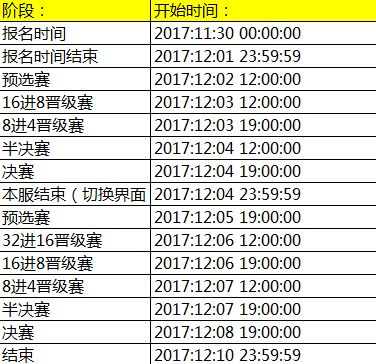 阶段： 开始时间：
报名时间 2017:11:30 00:00:00
报名时间结束 2017:12:01 23:59:59
预选赛 2017:12:02 12:00:00
16进8晋级赛 2017:12:03 12:00:00
8进4晋级赛 2017:12:03 19:00:00
半决赛 2017:12:04 12:00:00
决赛 2017:12:04 19:00:00
本服结束（切换界面 2017:12:04 23:59:59
预选赛 2017:12:05 19:00:00
32进16晋级赛 2017:12:06 12:00:00
16进8晋级赛 2017:12:06 19:00:00
8进4晋级赛 2017:12:07 12:00:00
半决赛 2017:12:07 19:00:00
决赛 2017:12:08 19:00:00
结束 2017:12:10 23:59:59